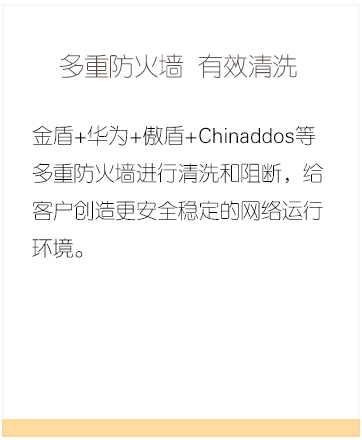 多重防火墙 有效清洗
金盾+华为+傲盾+Chinaddos等
多重防火墙进行清洗和阻断，给
客户创造更安全稳定的网络运行
环境。